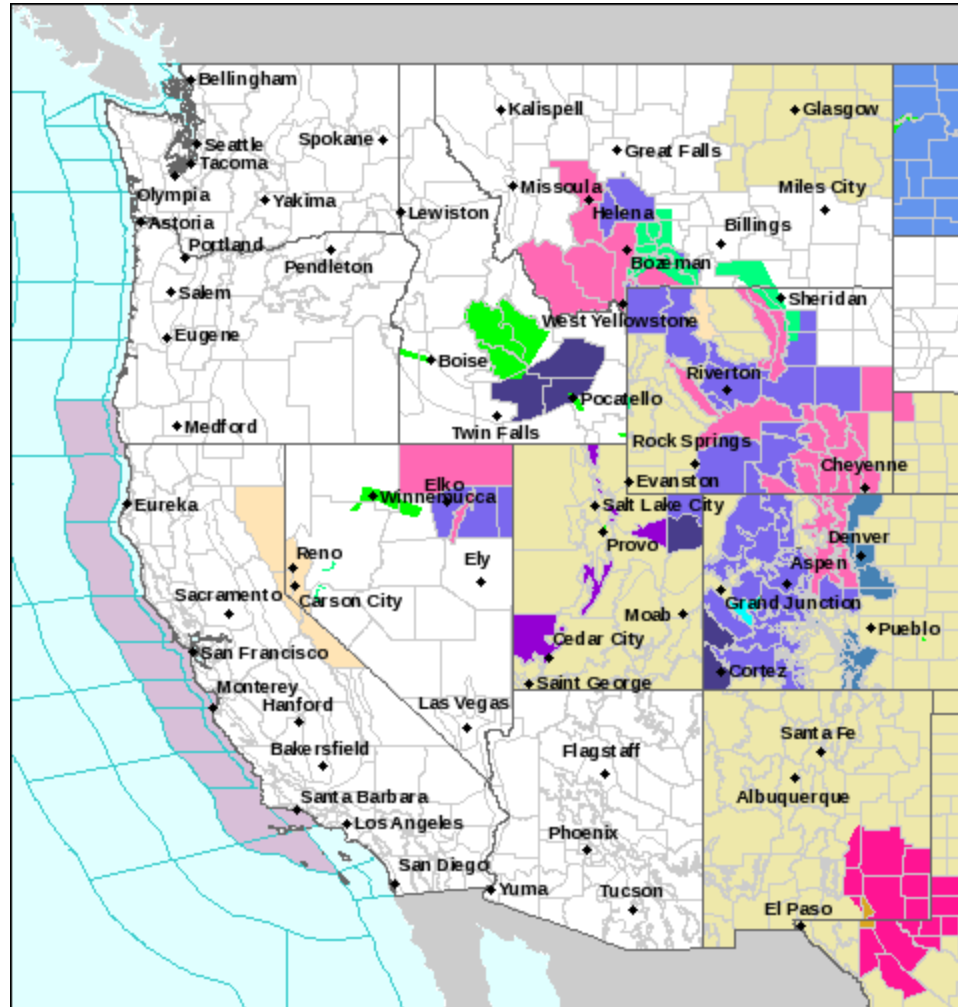 Bellingham
Kalispell
Glasgow
Seattle
Spokane
Great Falls
Tacoma
Missoula
Miles City
Olympia
Yakima
Lewiston
Helena
Astoria
Billings
Portland
Pendleton
Bozeman
Salem
Sheridan
West Yellowstone
Eugene
Boise
Riverton
Pocatello
Medford
Twin Falls
Rock Springs
Cheyenne
Elko
Evanston
Eureka
Winnemucca
Salt Lake City
Provo
Denver
Reno
Ely
Aspen
Sacramento
Carson City
Grand Junction
Moab
Pueblo
San Francisco
Cedar City
Cortez
Monterey
Saint George
Hanford
Las Vegas
Santa Fe
Bakersfield
Flagstaff
Albuquerque
Santa Barbara
Los Angeles
Phoenix
San Diego
Yuma
Tucson
El Paso